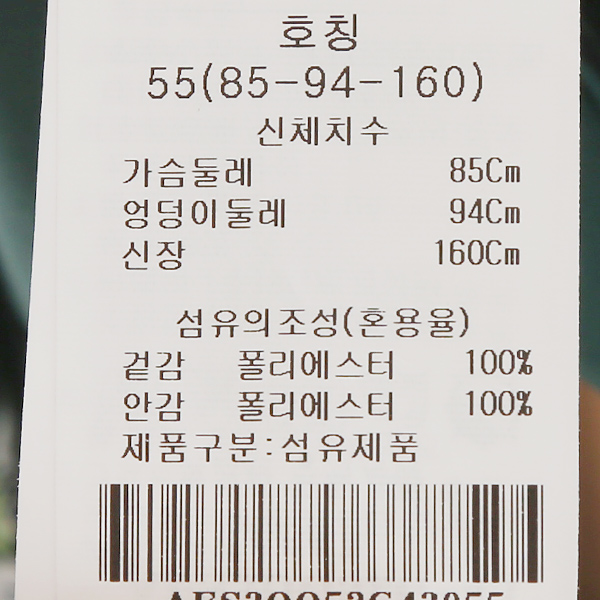 호칭
55(85-94-160)
신체치수
가슴둘레 85Cm
엉덩이둘레 94Cm
신장 160Cm
섬유의조성(혼용율)
겉감 폴리에스터 100%
안감 폴리에스터 100%
제품구분:섬유제품